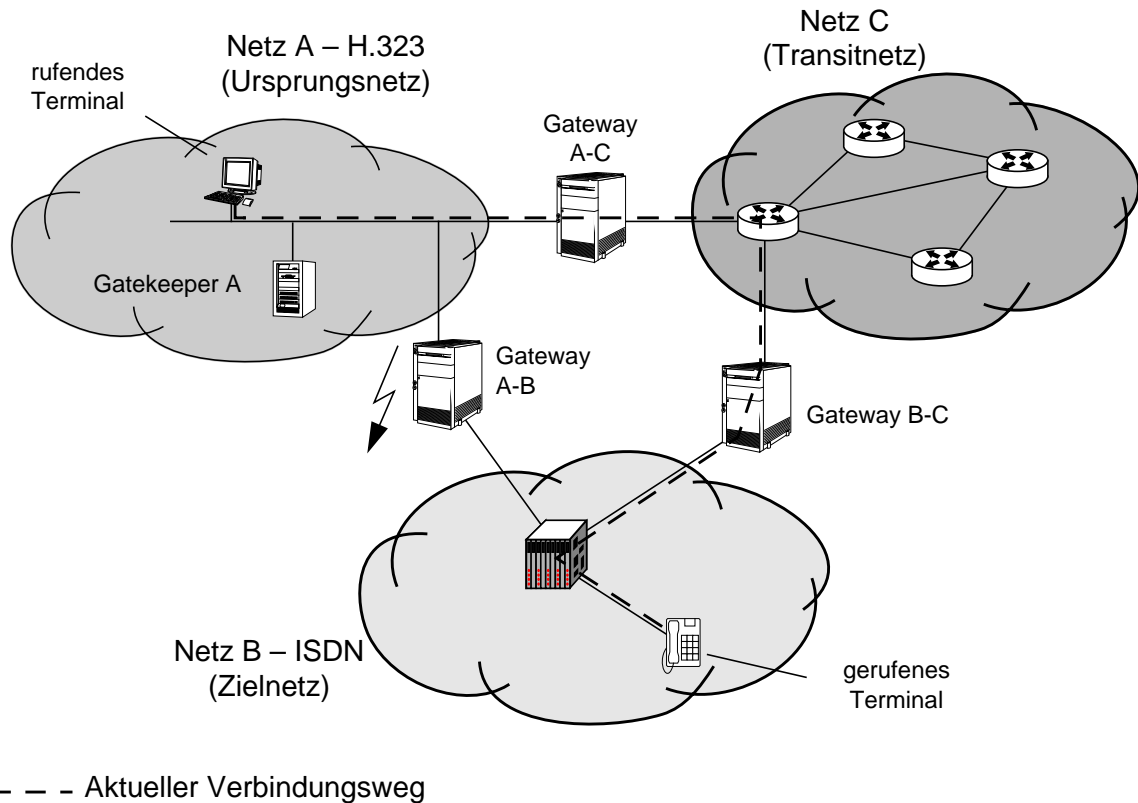 Netz A – H.323
(Ursprungsnetz)
Netz C
(Transitnetz)
rufendes
Terminal
Gateway
A-C
Gatekeeper A
Gateway
A-B
Gateway B-C
Netz B – ISDN
(Zielnetz)
gerufenes
Terminal
Aktueller Verbindungsweg